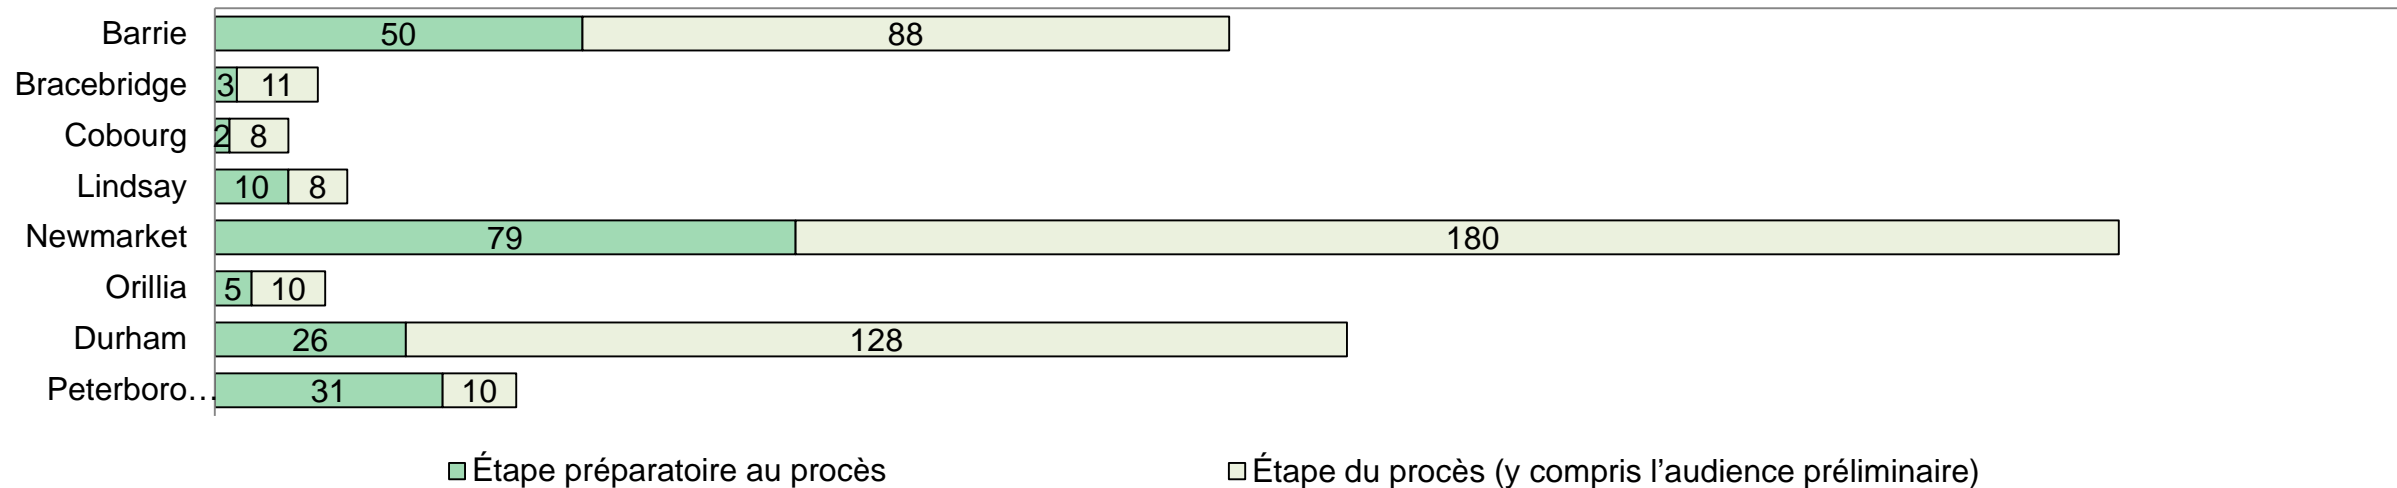 Barrie 50 88
Bracebridge 3 11
Cobourg 2 8
Lindsay 10 8
Newmarket 79 180
Orillia 5 10
Durham 26 128
Peterboro… 31 10
Étape préparatoire au procès Étape du procès (y compris l’audience préliminaire)